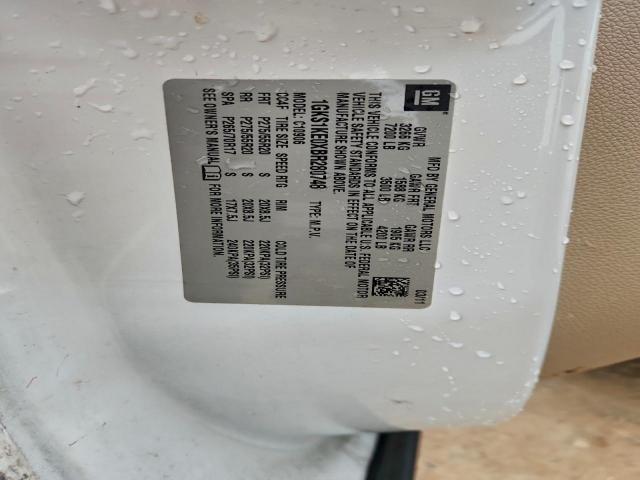 GM
MFD BY GENERAL MOTORS LLC
03/11
GVWR GAWR FRT GAWR RR
3266 KG 1588 KG 1905 KG
7200 LB 3500 LB 4200 LB
THIS VEHICLE CONFORMS TO ALL APPLICABLE U.S. FEDERAL MOTOR
VEHICLE SAFETY STANDARDS IN EFFECT ON THE DATE OF
MANUFACTURE SHOWN ABOVE.
1GKS1KE0XBR280748 TYPE: M.P.V.
MODEL: C10906
TIRE SIZE SPEED RTG RIM COLD TIRE PRESSURE
FRT P275/55R20 S 20X8.5J 220KPA(32PSI)
RR P275/55R20 S 20X8.5J 220KPA(32PSI)
SPA P265/70R17 S 17X7.5J 240KPA(35PSI)
SEE OWNER'S MANUAL FOR MORE INFORMATION.